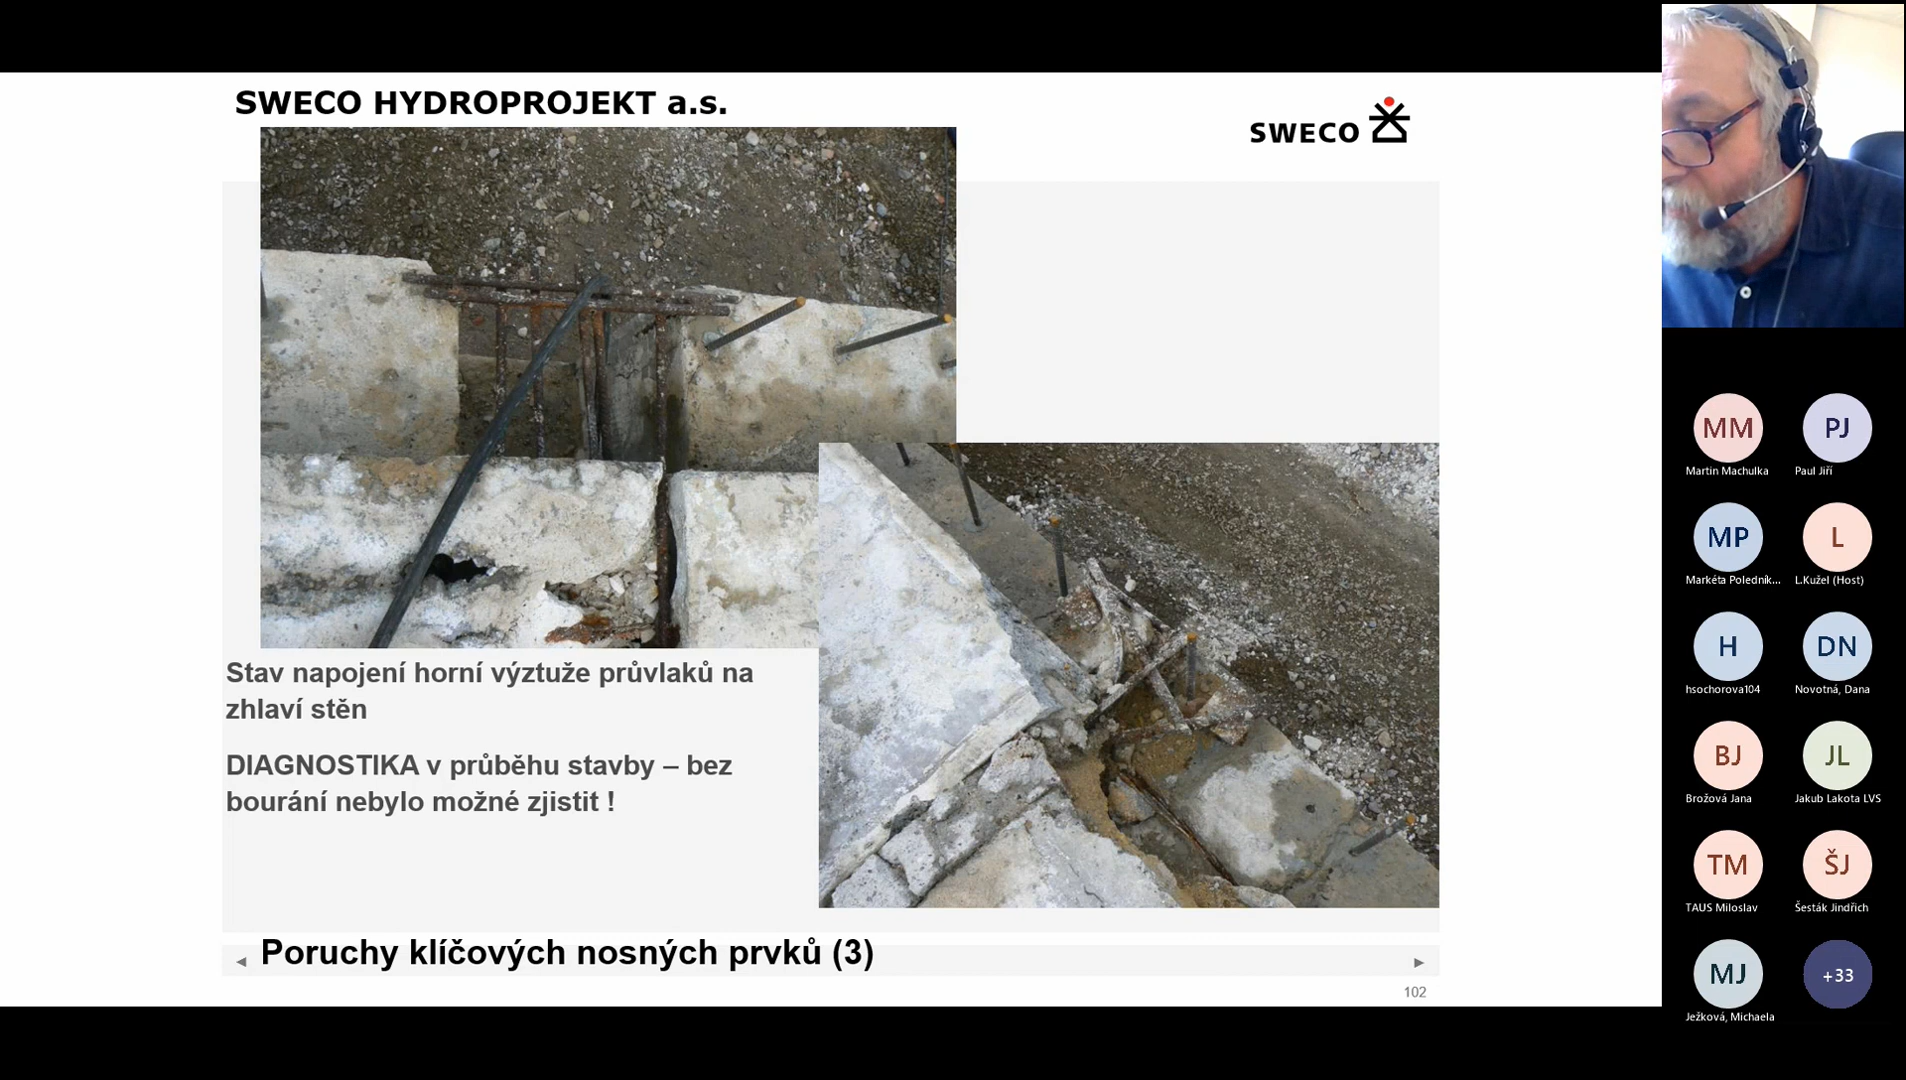 SWECO HYDROPROJEKT a.s.
SWECO
Stav napojení horní výztuže průvlaků na
zhlaví stěn
DIAGNOSTIKA v průběhu stavby – bez
bourání nebylo možné zjistit !
Poruchy klíčových nosných prvků (3)
102
MM
Martin Machulka
PJ
Paul Jiří
MP
Markéta Poledník...
L
L.Kužel (Host)
H
hsochorova104
DN
Novotná, Dana
BJ
Brožová Jana
JL
Jakub Lakota LVS
TM
TAUS Miloslav
ŠJ
Šesták Jindřich
MJ
Ježková, Michaela
+33